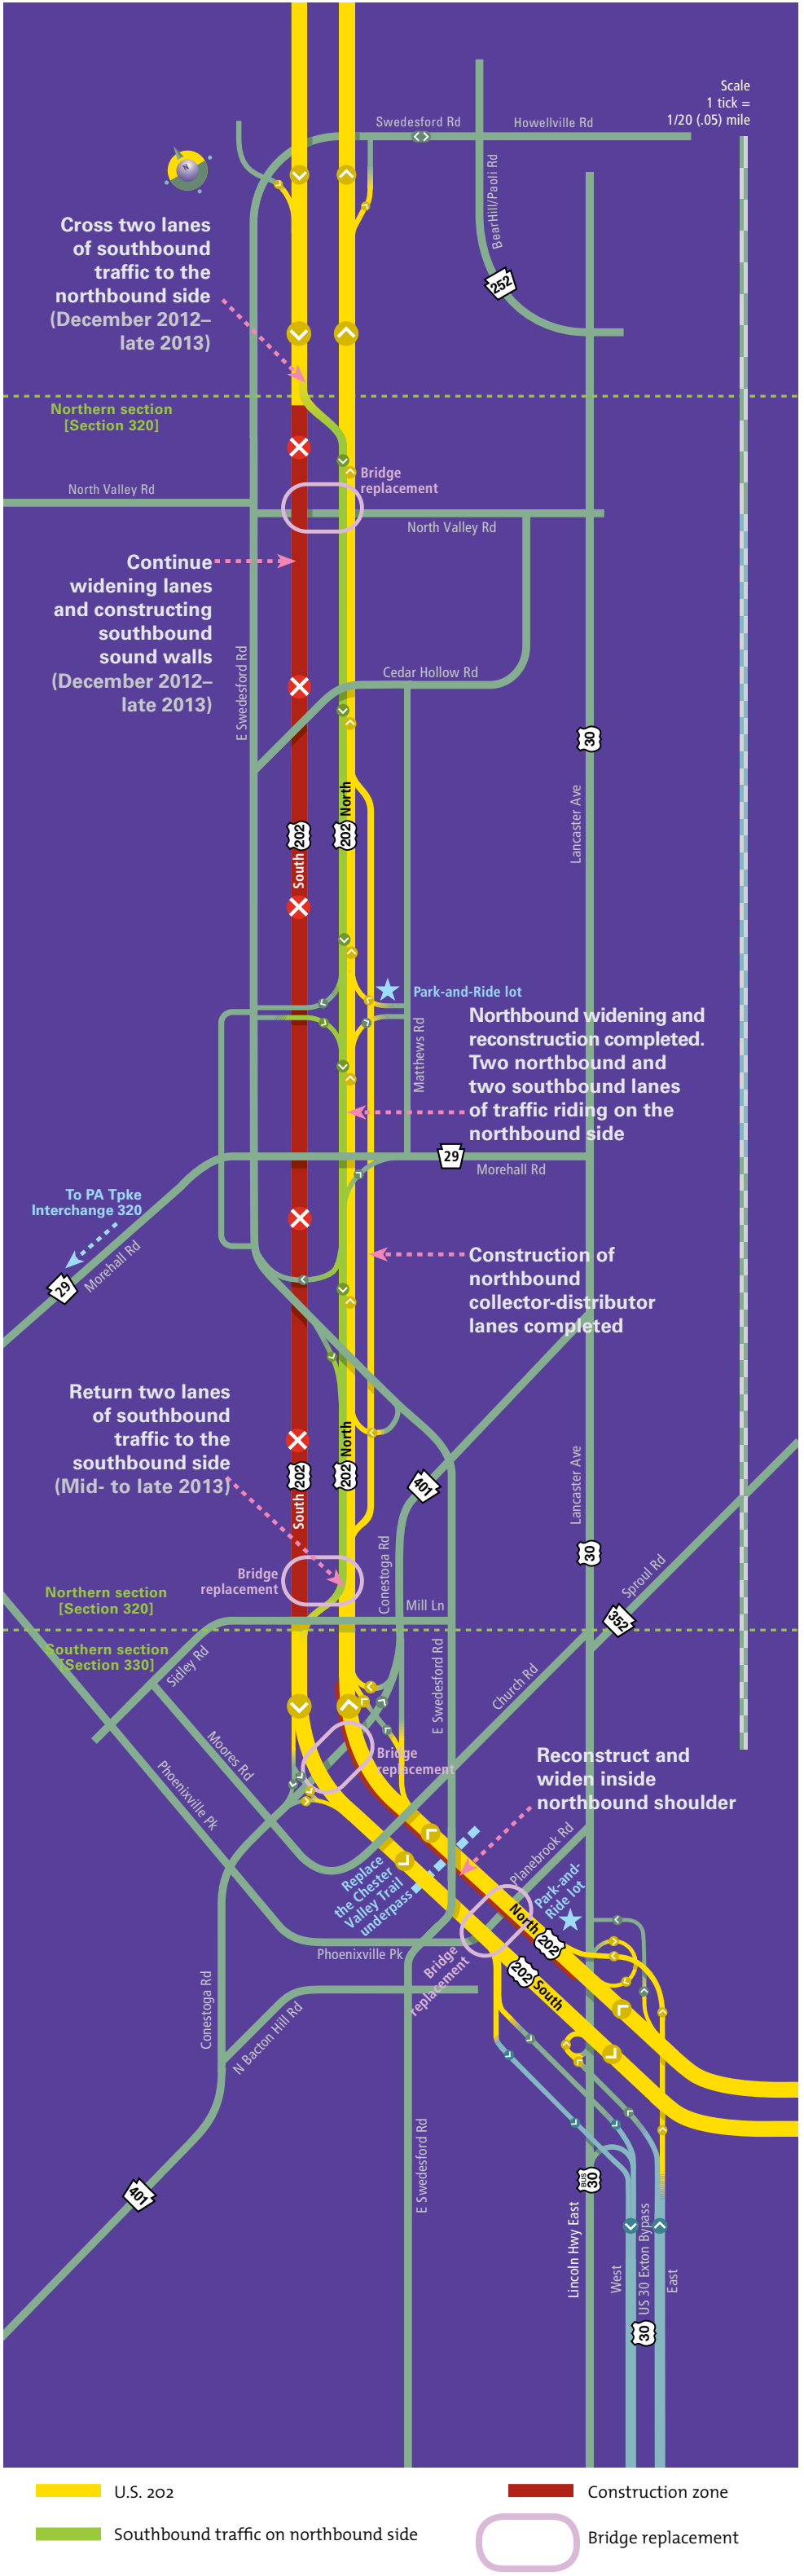 Scale
1 tick =
1/20 (.05) mile
Swedesford Rd
Howellville Rd
BearHill/Paoli Rd
N
252
Cross two lanes
of southbound
traffic to the
northbound side
(December 2012–
late 2013)
Northern section
[Section 320]
Bridge
replacement
North Valley Rd
North Valley Rd
Continue
widening lanes
and constructing
southbound
sound walls
(December 2012–
late 2013)
E Swedesford Rd
Cedar Hollow Rd
30
Lancaster Ave
South 202
202 North
Park-and-Ride lot
Northbound widening and
reconstruction completed.
Two northbound and
two southbound lanes
of traffic riding on the
northbound side
Matthews Rd
29
Morehall Rd
To PA Tpke
Interchange 320
29
Morehall Rd
Construction of
northbound
collector-distributor
lanes completed
Return two lanes
of southbound
traffic to the
southbound side
(Mid- to late 2013)
South 202
202 North
401
Lancaster Ave
30
Conestoga Rd
Bridge
replacement
Northern section
[Section 320]
Mill Ln
Sproul Rd
352
Southern section
[Section 330]
Sidley Rd
E Swedesford Rd
Church Rd
Moores Rd
Phoenixville Pk
Bridge
replacement
Reconstruct and
widen inside
northbound shoulder
Planebrook Rd
Replace
the Chester
Valley Trail
underpass
Park-and-
Ride lot
North 202
Phoenixville Pk
Bridge
replacement
202 South
Conestoga Rd
N Bacton Hill Rd
E Swedesford Rd
401
BUS
30
Lincoln Hwy East
West
US 30 Exton Bypass
East
30
U.S. 202
Construction zone
Southbound traffic on northbound side
Bridge replacement